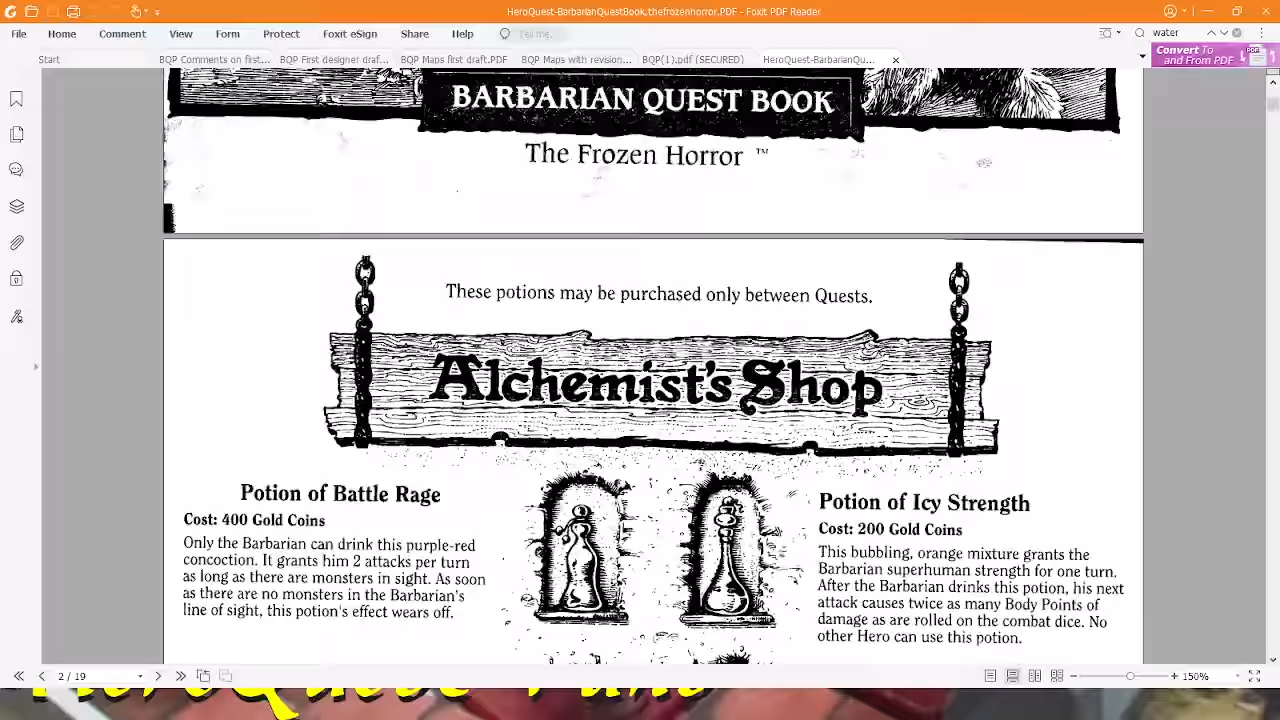 HeroQuest-BarbarianQuestBook,thefrozenhorror.PDF - Foxit PDF Reader
File Home Comment View Form Protect Foxit eSign Share Help Tell me. water
Start BQP Comments on first... BQP First designer draf... BQP Maps first draft.PDF BQP Maps with revision... BQP(1).pdf (SECURED) HeroQuest-BarbarianQu...
Convert To
and From PDF
PDF
BARBARIAN QUEST BOOK
The Frozen Horror ™
These potions may be purchased only between Quests.
Alchemist's Shop
Potion of Battle Rage
Cost: 400 Gold Coins
Only the Barbarian can drink this purple-red
concoction. It grants him 2 attacks per turn
as long as there are monsters in sight. As soon
as there are no monsters in the Barbarian's
line of sight, this potion's effect wears off.
Potion of Icy Strength
Cost: 200 Gold Coins
This bubbling, orange mixture grants the
Barbarian superhuman strength for one turn.
After the Barbarian drinks this potion, his next
attack causes twice as many Body Points of
damage as are rolled on the combat dice. No
other Hero can use this potion.
2 / 19
150%